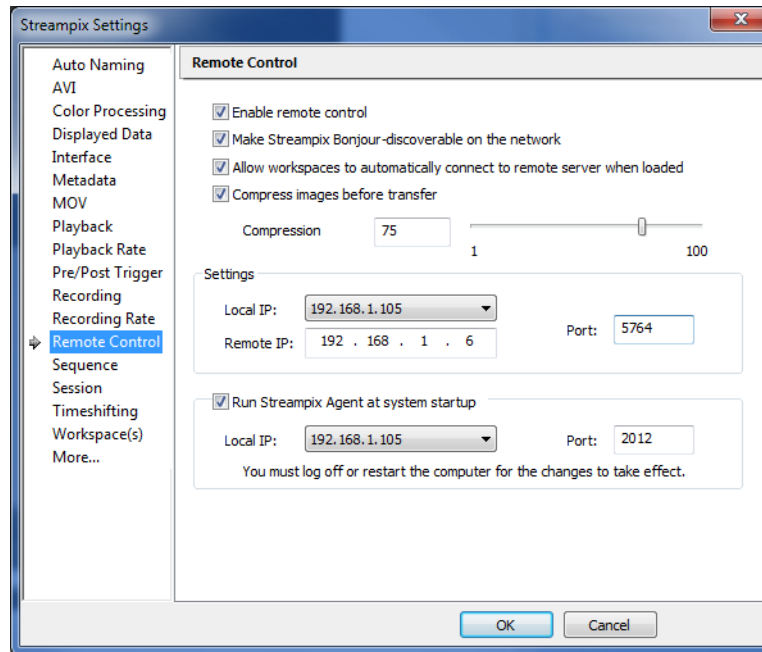 Streampix Settings
Auto Naming
AVI
Color Processing
Displayed Data
Interface
Metadata
MOV
Playback
Playback Rate
Pre/Post Trigger
Recording
Recording Rate
Remote Control
Sequence
Session
Timeshifting
Workspace(s)
More...
Remote Control
Enable remote control
Make Streampix Bonjour-discoverable on the network
Allow workspaces to automatically connect to remote server when loaded
Compress images before transfer
Compression 75
1 100
Settings
Local IP: 192.168.1.105
Remote IP: 192 . 168 . 1 . 6
Port: 5764
Run Streampix Agent at system startup
Local IP: 192.168.1.105 Port: 2012
You must log off or restart the computer for the changes to take effect.
OK Cancel